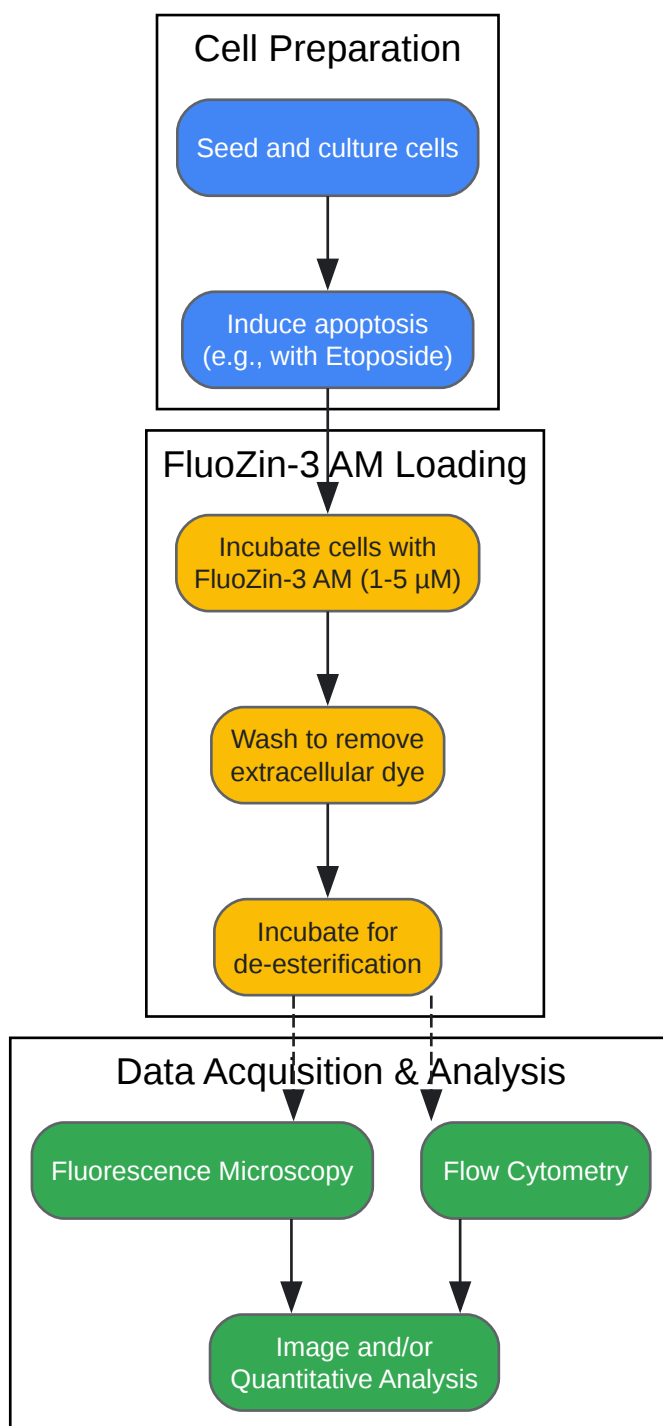 Cell Preparation
Seed and culture cells
Induce apoptosis
(e.g., with Etoposide)
FluoZin-3 AM Loading
Incubate cells with
FluoZin-3 AM (1-5 µM)
Wash to remove
extracellular dye
Incubate for
de-esterification
Data Acquisition & Analysis
Fluorescence Microscopy
Flow Cytometry
Image and/or
Quantitative Analysis